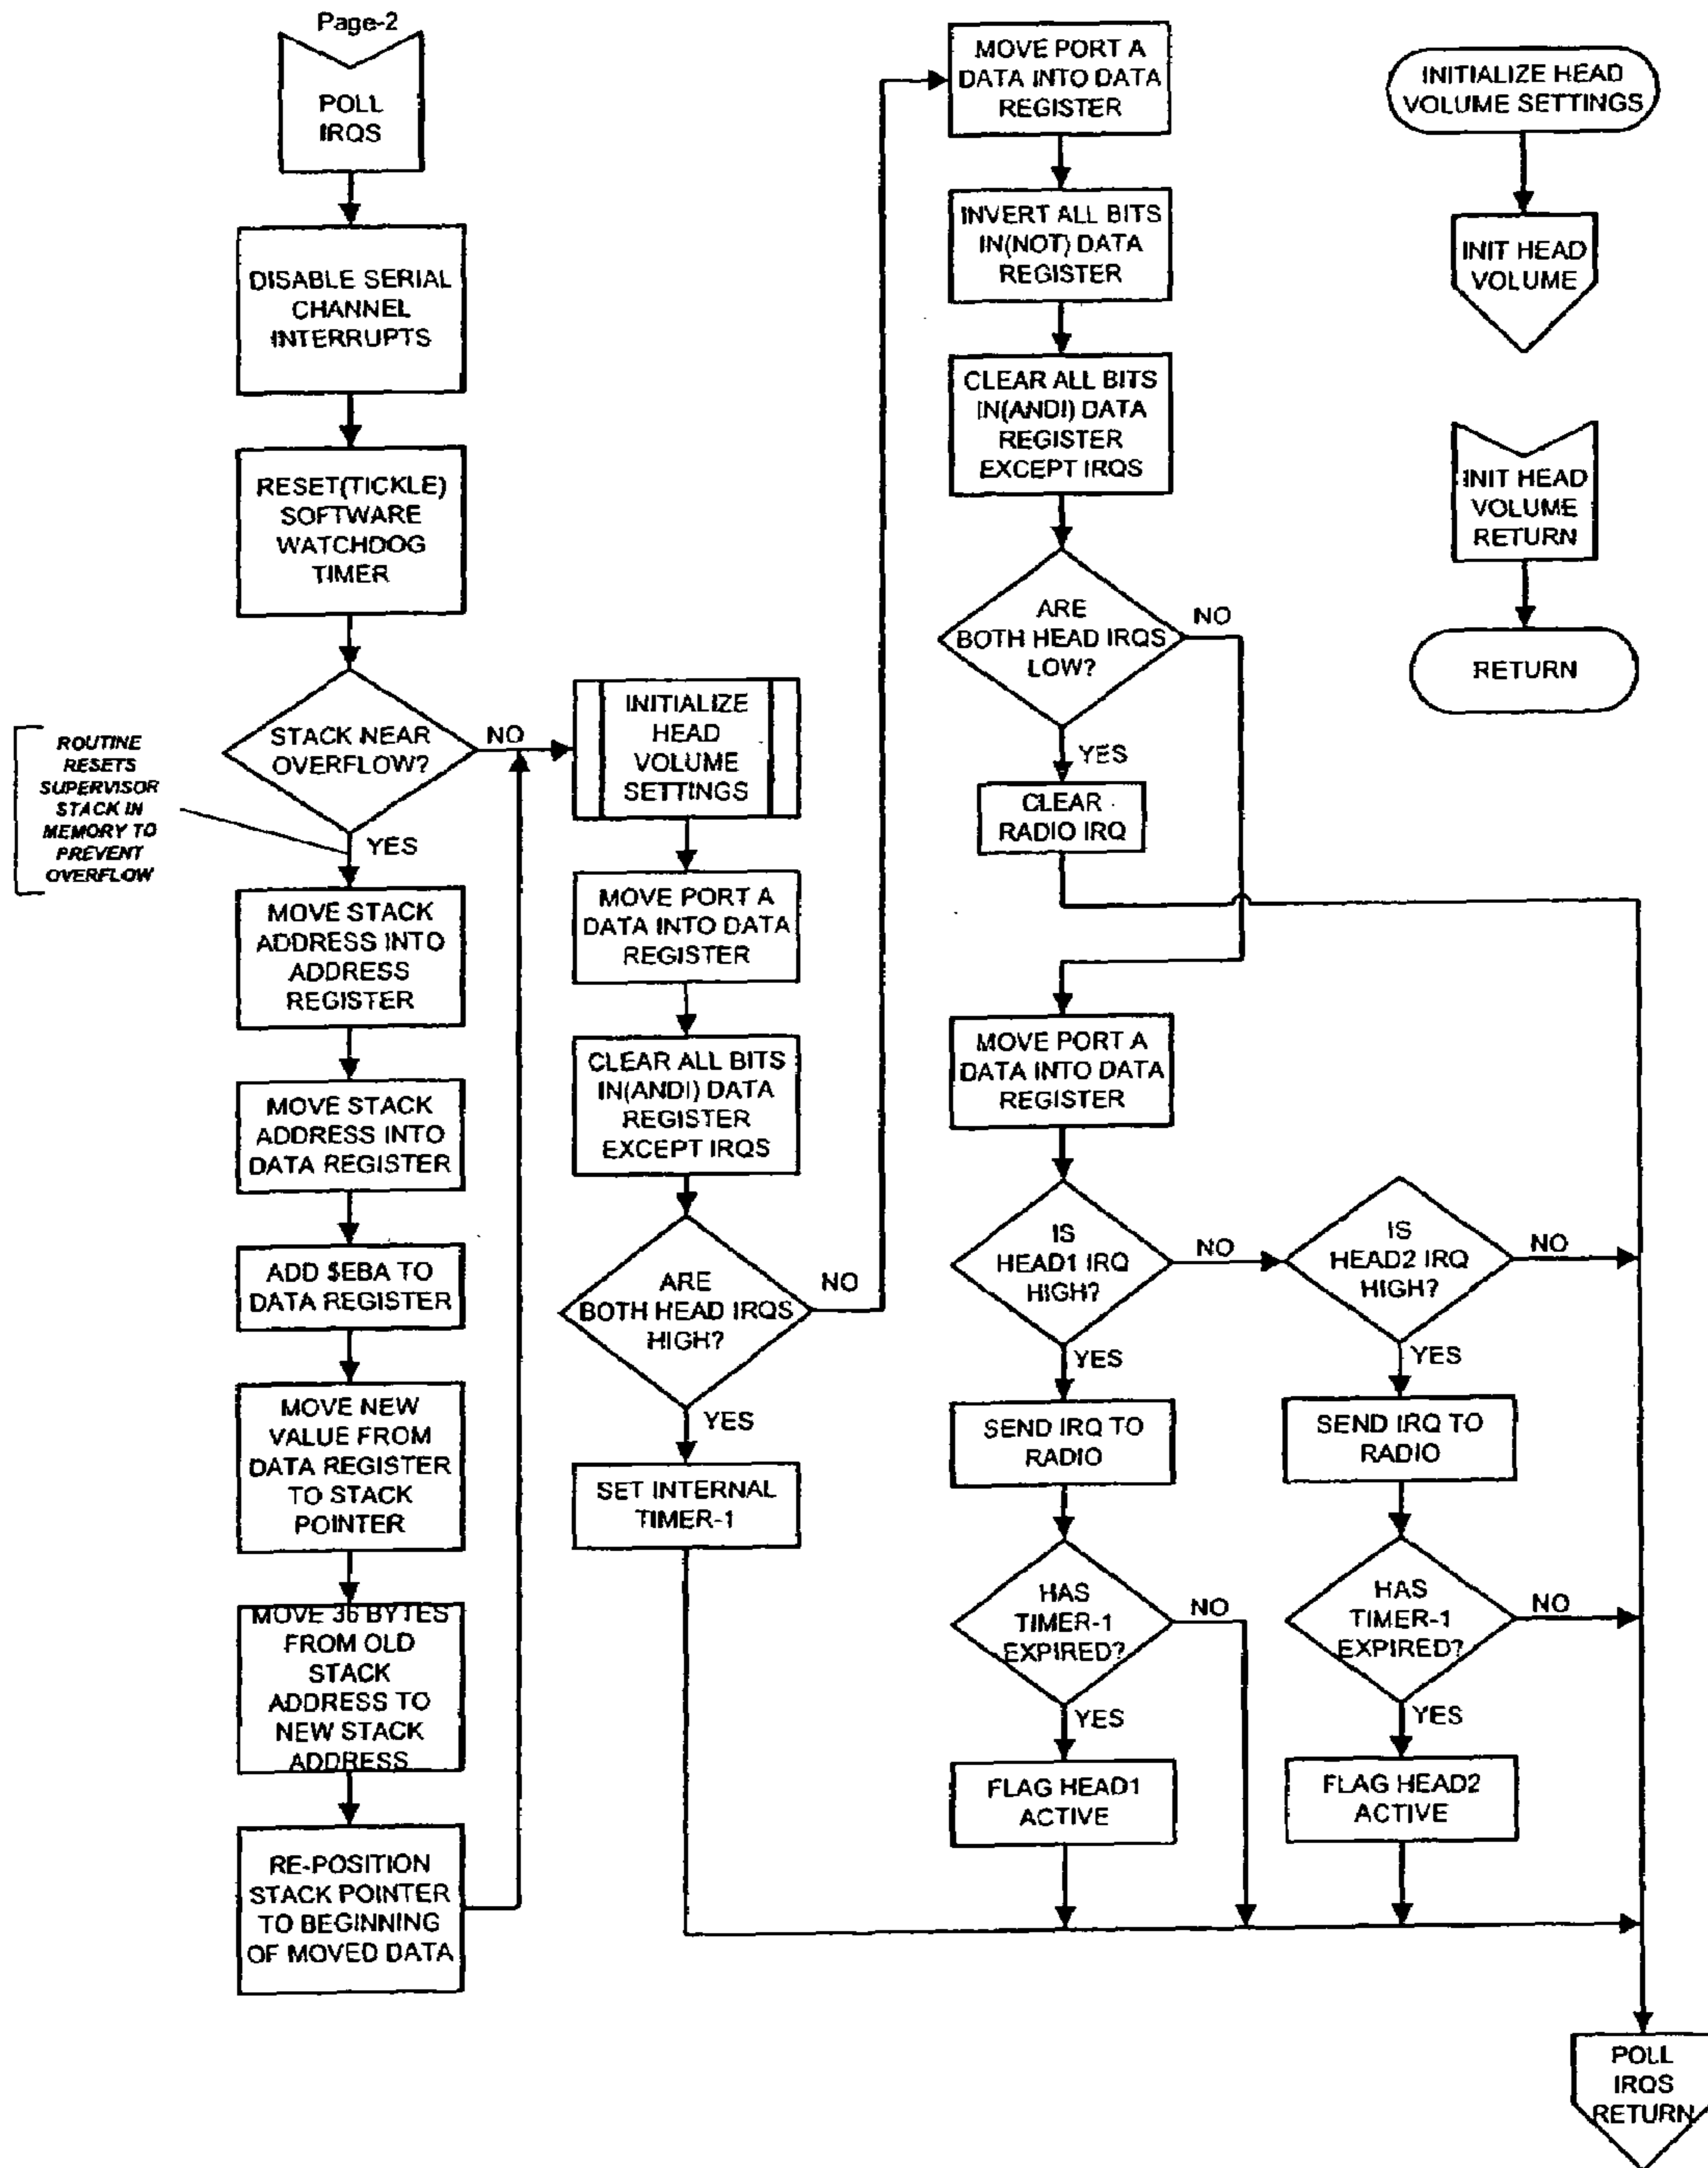 Page-2
POLL
IRQS
DISABLE SERIAL
CHANNEL
INTERRUPTS
RESET(TICKLE)
SOFTWARE
WATCHDOG
TIMER
STACK NEAR
OVERFLOW?
NO
YES
ROUTINE
RESETS
SUPERVISOR
STACK IN
MEMORY TO
PREVENT
OVERFLOW
MOVE STACK
ADDRESS INTO
ADDRESS
REGISTER
MOVE STACK
ADDRESS INTO
DATA REGISTER
ADD $EBA TO
DATA REGISTER
MOVE NEW
VALUE FROM
DATA REGISTER
TO STACK
POINTER
MOVE 36 BYTES
FROM OLD
STACK
ADDRESS TO
NEW STACK
ADDRESS
RE-POSITION
STACK POINTER
TO BEGINNING
OF MOVED DATA
INITIALIZE
HEAD
VOLUME
SETTINGS
MOVE PORT A
DATA INTO DATA
REGISTER
CLEAR ALL BITS
IN(ANDI) DATA
REGISTER
EXCEPT IRQS
ARE
BOTH HEAD IRQS
HIGH?
NO
YES
SET INTERNAL
TIMER-1
MOVE PORT A
DATA INTO DATA
REGISTER
INVERT ALL BITS
IN(NOT) DATA
REGISTER
CLEAR ALL BITS
IN(ANDI) DATA
REGISTER
EXCEPT IRQS
ARE
BOTH HEAD IRQS
LOW?
NO
YES
CLEAR
RADIO IRQ
MOVE PORT A
DATA INTO DATA
REGISTER
IS
HEAD1 IRQ
HIGH?
NO
YES
SEND IRQ TO
RADIO
HAS
TIMER-1
EXPIRED?
NO
YES
FLAG HEAD1
ACTIVE
IS
HEAD2 IRQ
HIGH?
NO
YES
SEND IRQ TO
RADIO
HAS
TIMER-1
EXPIRED?
NO
YES
FLAG HEAD2
ACTIVE
INITIALIZE HEAD
VOLUME SETTINGS
INIT HEAD
VOLUME
INIT HEAD
VOLUME
RETURN
RETURN
POLL
IRQS
RETURN